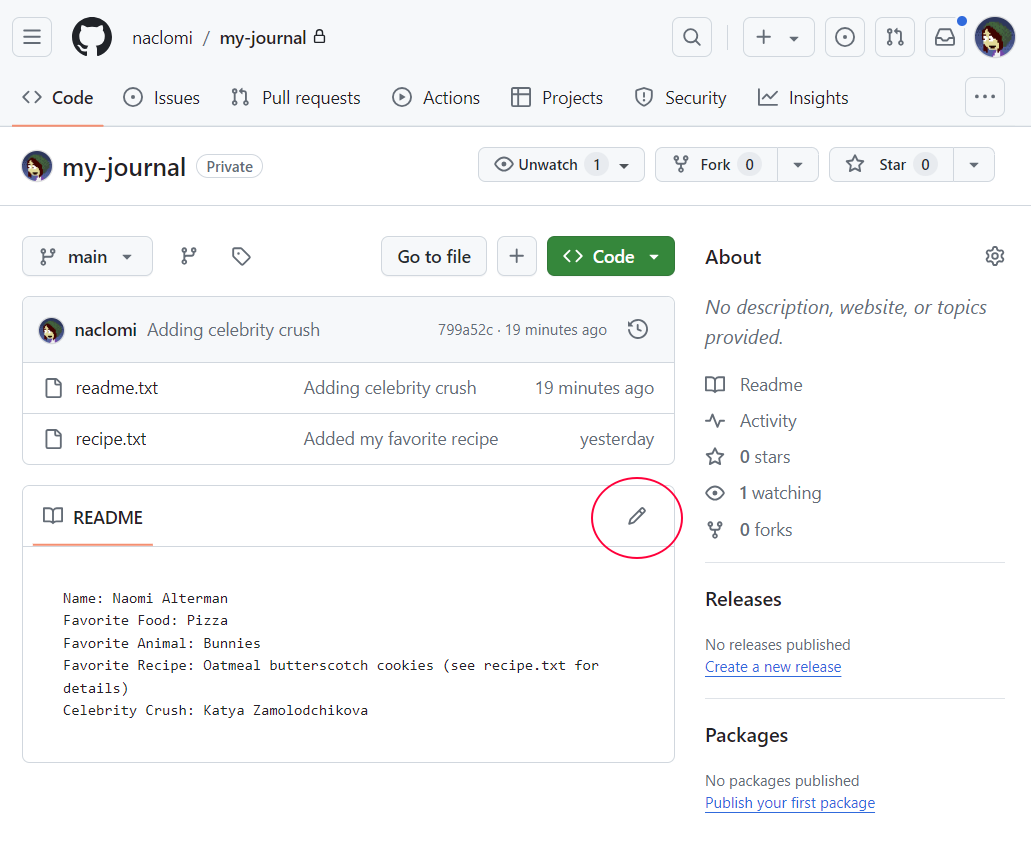 naclomi / my-journal
Code Issues Pull requests Actions Projects Security Insights
my-journal Private Unwatch 1 Fork 0 Star 0
main Go to file Code
naclomi Adding celebrity crush 799a52c · 19 minutes ago
readme.txt Adding celebrity crush 19 minutes ago
recipe.txt Added my favorite recipe yesterday
README
Name: Naomi Alterman
Favorite Food: Pizza
Favorite Animal: Bunnies
Favorite Recipe: Oatmeal butterscotch cookies (see recipe.txt for
details)
Celebrity Crush: Katya Zamolodchikova
About
No description, website, or topics
provided.
Readme
Activity
0 stars
1 watching
0 forks
Releases
No releases published
Create a new release
Packages
No packages published
Publish your first package